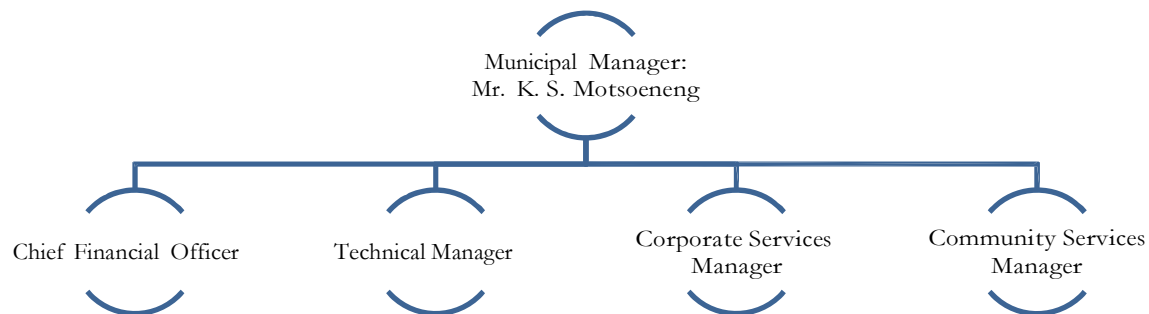 Municipal Manager:
Mr. K. S. Motsoeneng
Chief Financial Officer
Technical Manager
Corporate Services
Manager
Community Services
Manager